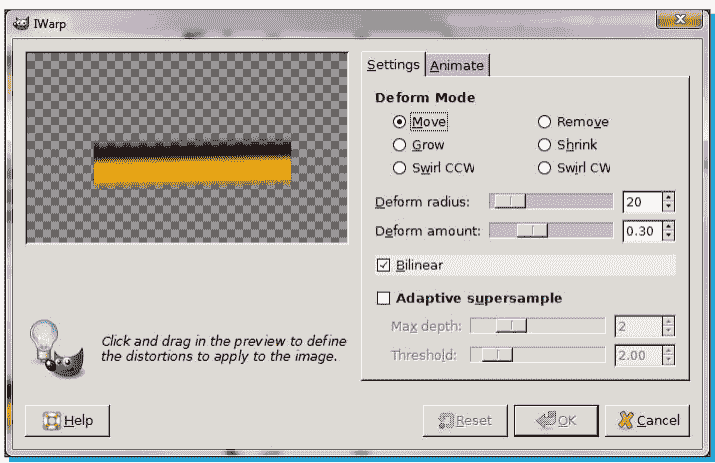 IWarp
Settings Animate
Deform Mode
Move Remove
Grow Shrink
Swirl CCW Swirl CW
Deform radius: 20
Deform amount: 0.30
Bilinear
Adaptive supersample
Max depth: 2
Threshold: 2.00
Click and drag in the preview to define
the distortions to apply to the image.
Help Reset OK Cancel